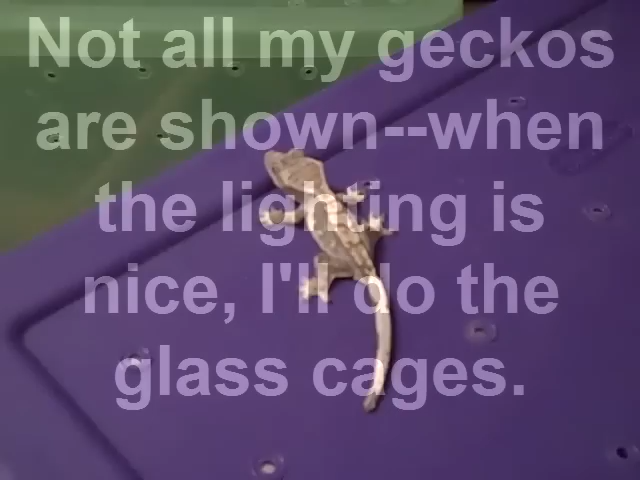 Not all my geckos
are shown--when
the lighting is
nice, I'll do the
glass cages.